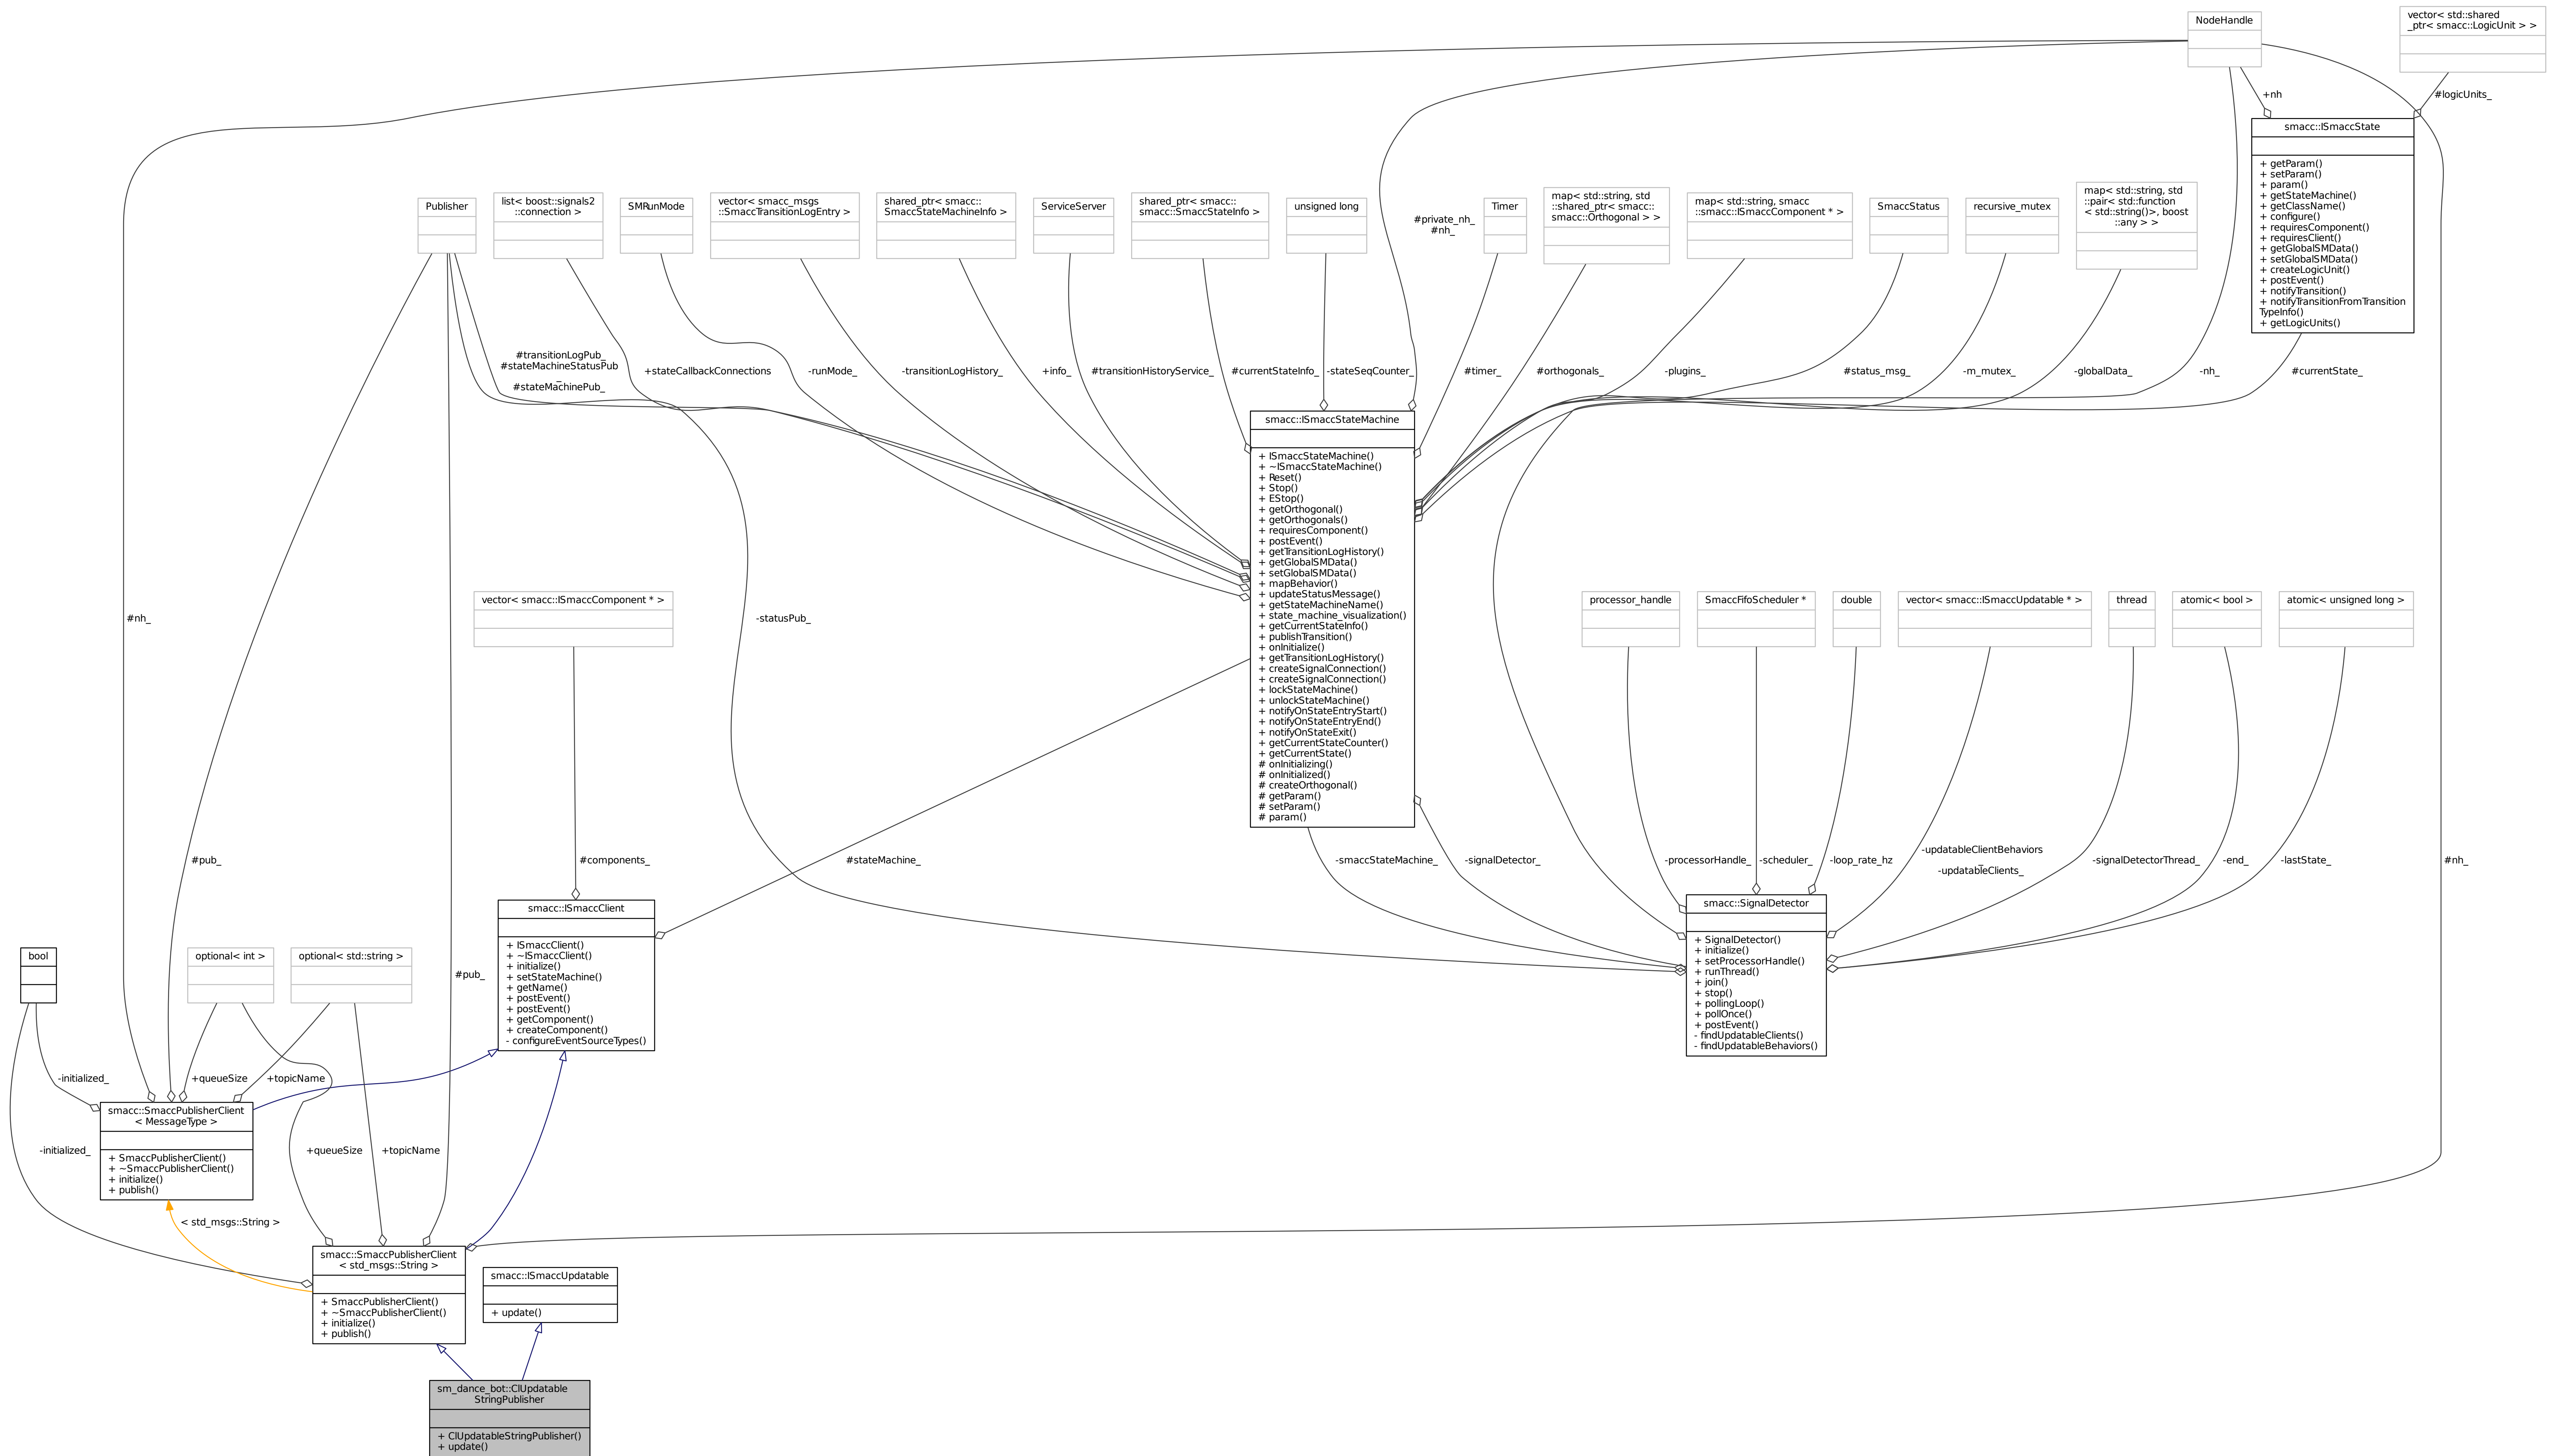 NodeHandle
vector< std::shared
_ptr< smacc::LogicUnit > >
+nh
#logicUnits_
smacc::ISmaccState
+ getParam()
+ setParam()
+ param()
+ getStateMachine()
+ getClassName()
+ configure()
+ requiresComponent()
+ requiresClient()
+ getGlobalSMData()
+ setGlobalSMData()
+ createLogicUnit()
+ postEvent()
+ notifyTransition()
+ notifyTransitionFromTransition
TypeInfo()
+ getLogicUnits()
Publisher
list< boost::signals2
::connection >
SMRunMode
vector< smacc_msgs
::SmaccTransitionLogEntry >
shared_ptr< smacc::
SmaccStateMachineInfo >
ServiceServer
shared_ptr< smacc::
smacc::SmaccStateInfo >
unsigned long
#private_nh_
#nh_
Timer
map< std::string, std
::shared_ptr< smacc::
smacc::Orthogonal > >
map< std::string, smacc
::smacc::ISmaccComponent * >
SmaccStatus
recursive_mutex
map< std::string, std
::pair< std::function
< std::string()>, boost
::any > >
#transitionLogPub_
#stateMachineStatusPub
_
#stateMachinePub_
+stateCallbackConnections
-runMode_
-transitionLogHistory_
+info_
#transitionHistoryService_
#currentStateInfo_
-stateSeqCounter_
#timer_
#orthogonals_
-plugins_
#status_msg_
-m_mutex_
-globalData_
-nh_
#currentState_
smacc::ISmaccStateMachine
+ ISmaccStateMachine()
+ ~ISmaccStateMachine()
+ Reset()
+ Stop()
+ EStop()
+ getOrthogonal()
+ getOrthogonals()
+ requiresComponent()
+ postEvent()
+ getTransitionLogHistory()
+ getGlobalSMData()
+ setGlobalSMData()
+ mapBehavior()
+ updateStatusMessage()
+ getStateMachineName()
+ state_machine_visualization()
+ getCurrentStateInfo()
+ publishTransition()
+ onInitialize()
+ getTransitionLogHistory()
+ createSignalConnection()
+ createSignalConnection()
+ lockStateMachine()
+ unlockStateMachine()
+ notifyOnStateEntryStart()
+ notifyOnStateEntryEnd()
+ notifyOnStateExit()
+ getCurrentStateCounter()
+ getCurrentState()
# onInitializing()
# onInitialized()
# createOrthogonal()
# getParam()
# setParam()
# param()
#nh_
vector< smacc::ISmaccComponent * >
-statusPub_
processor_handle
SmaccFifoScheduler *
double
vector< smacc::ISmaccUpdatable * >
thread
atomic< bool >
atomic< unsigned long >
#pub_
#components_
#stateMachine_
-smaccStateMachine_
-signalDetector_
-processorHandle_
-scheduler_
-loop_rate_hz
-updatableClientBehaviors
_
-updatableClients_
-signalDetectorThread_
-end_
-lastState_
#nh_
smacc::ISmaccClient
+ ISmaccClient()
+ ~ISmaccClient()
+ initialize()
+ setStateMachine()
+ getName()
+ postEvent()
+ postEvent()
+ getComponent()
+ createComponent()
- configureEventSourceTypes()
smacc::SignalDetector
+ SignalDetector()
+ initialize()
+ setProcessorHandle()
+ runThread()
+ join()
+ stop()
+ pollingLoop()
+ pollOnce()
+ postEvent()
- findUpdatableClients()
- findUpdatableBehaviors()
bool
optional< int >
optional< std::string >
#pub_
-initialized_
+queueSize
+topicName
smacc::SmaccPublisherClient
< MessageType >
+ SmaccPublisherClient()
+ ~SmaccPublisherClient()
+ initialize()
+ publish()
-initialized_
+queueSize
+topicName
< std_msgs::String >
smacc::SmaccPublisherClient
< std_msgs::String >
+ SmaccPublisherClient()
+ ~SmaccPublisherClient()
+ initialize()
+ publish()
smacc::ISmaccUpdatable
+ update()
sm_dance_bot::ClUpdatable
StringPublisher
+ ClUpdatableStringPublisher()
+ update()